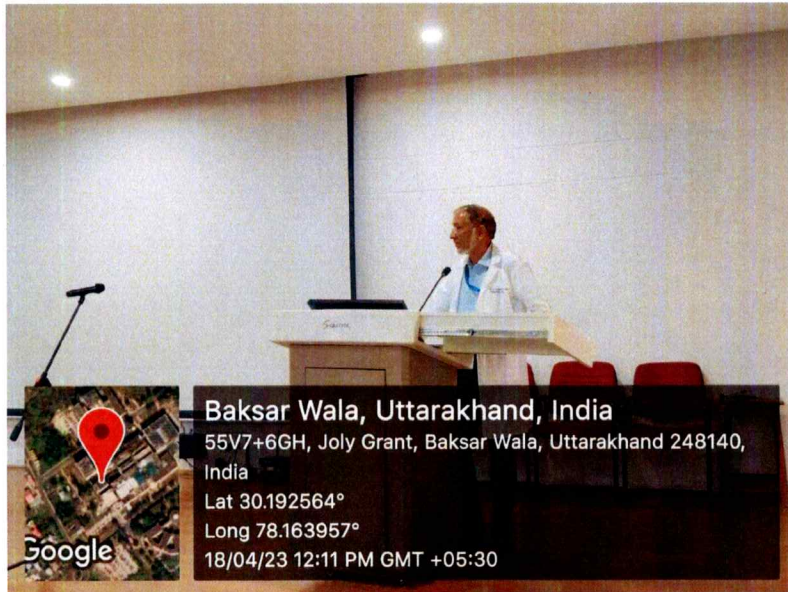 Baksar Wala, Uttarakhand, India
55V7+6GH, Joly Grant, Baksar Wala, Uttarakhand 248140,
India
Lat 30.192564°
Long 78.163957°
18/04/23 12:11 PM GMT +05:30
Google